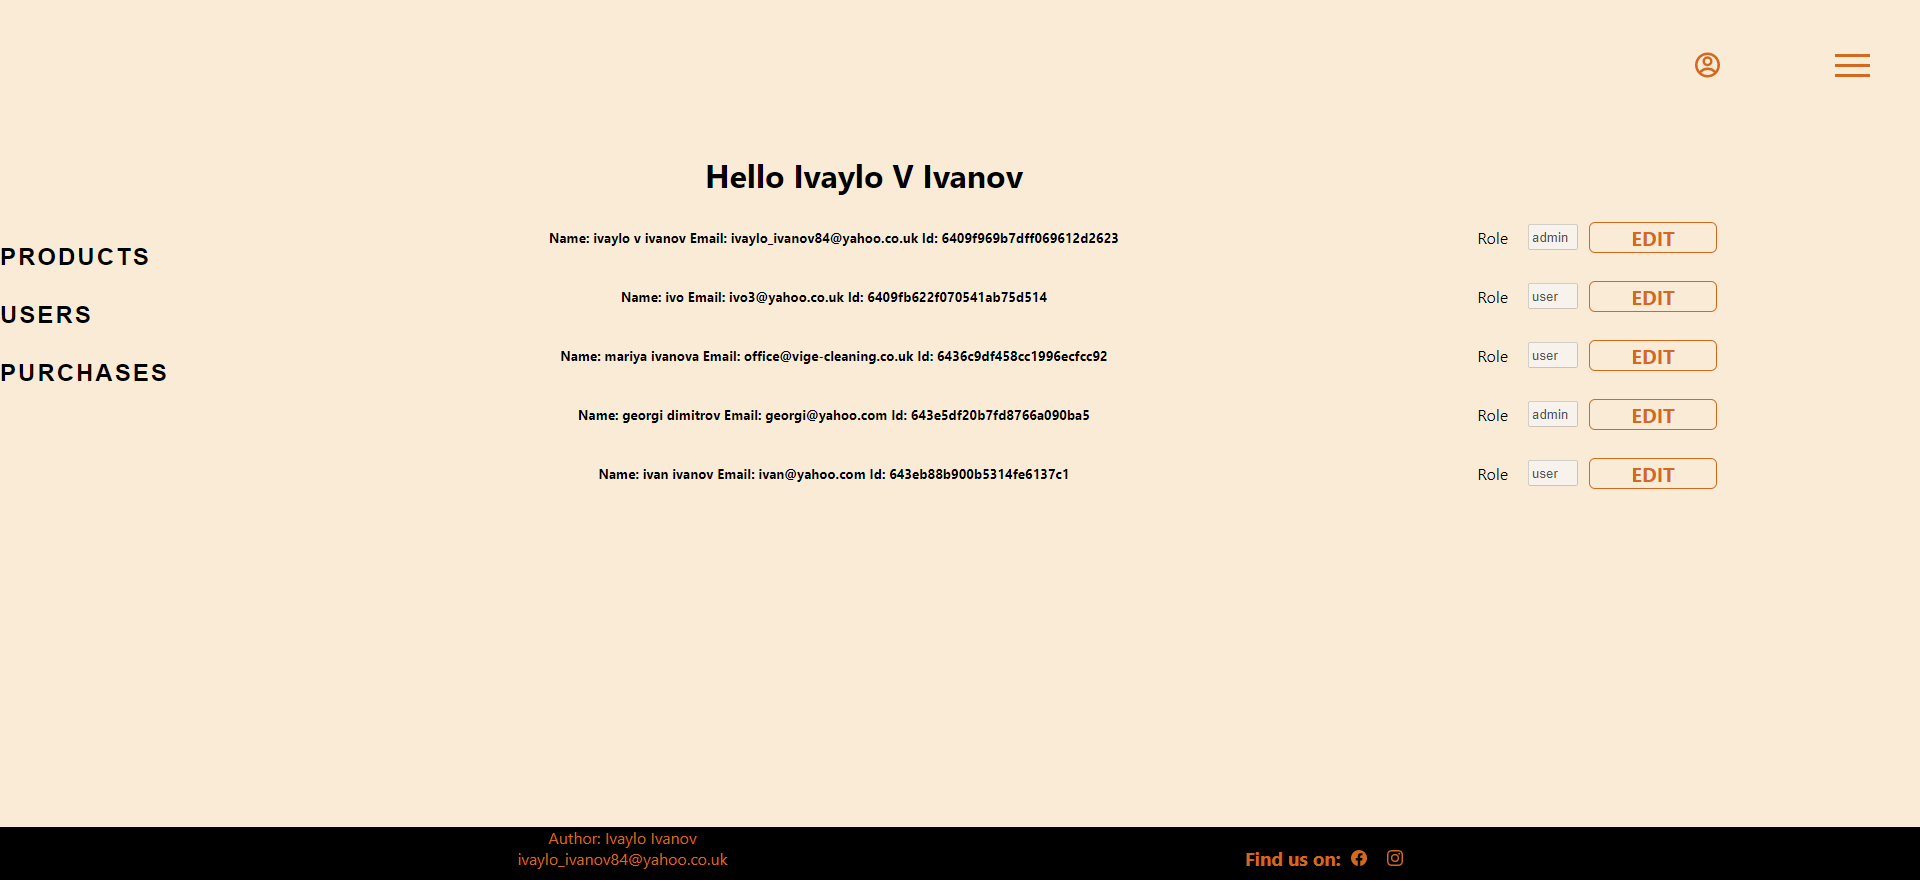 Hello Ivaylo V Ivanov
PRODUCTS
USERS
PURCHASES
Name: ivaylo v ivanov Email: ivaylo_ivanov84@yahoo.co.uk Id: 6409f969b7dff069612d2623 Role admin EDIT
Name: ivo Email: ivo3@yahoo.co.uk Id: 6409fb622f070541ab75d514 Role user EDIT
Name: mariya ivanova Email: office@vige-cleaning.co.uk Id: 6436c9df458cc1996ecfcc92 Role user EDIT
Name: georgi dimitrov Email: georgi@yahoo.com Id: 643e5df20b7fd8766a090ba5 Role admin EDIT
Name: ivan ivanov Email: ivan@yahoo.com Id: 643eb88b900b5314fe6137c1 Role user EDIT
Author: Ivaylo Ivanov
ivaylo_ivanov84@yahoo.co.uk
Find us on: